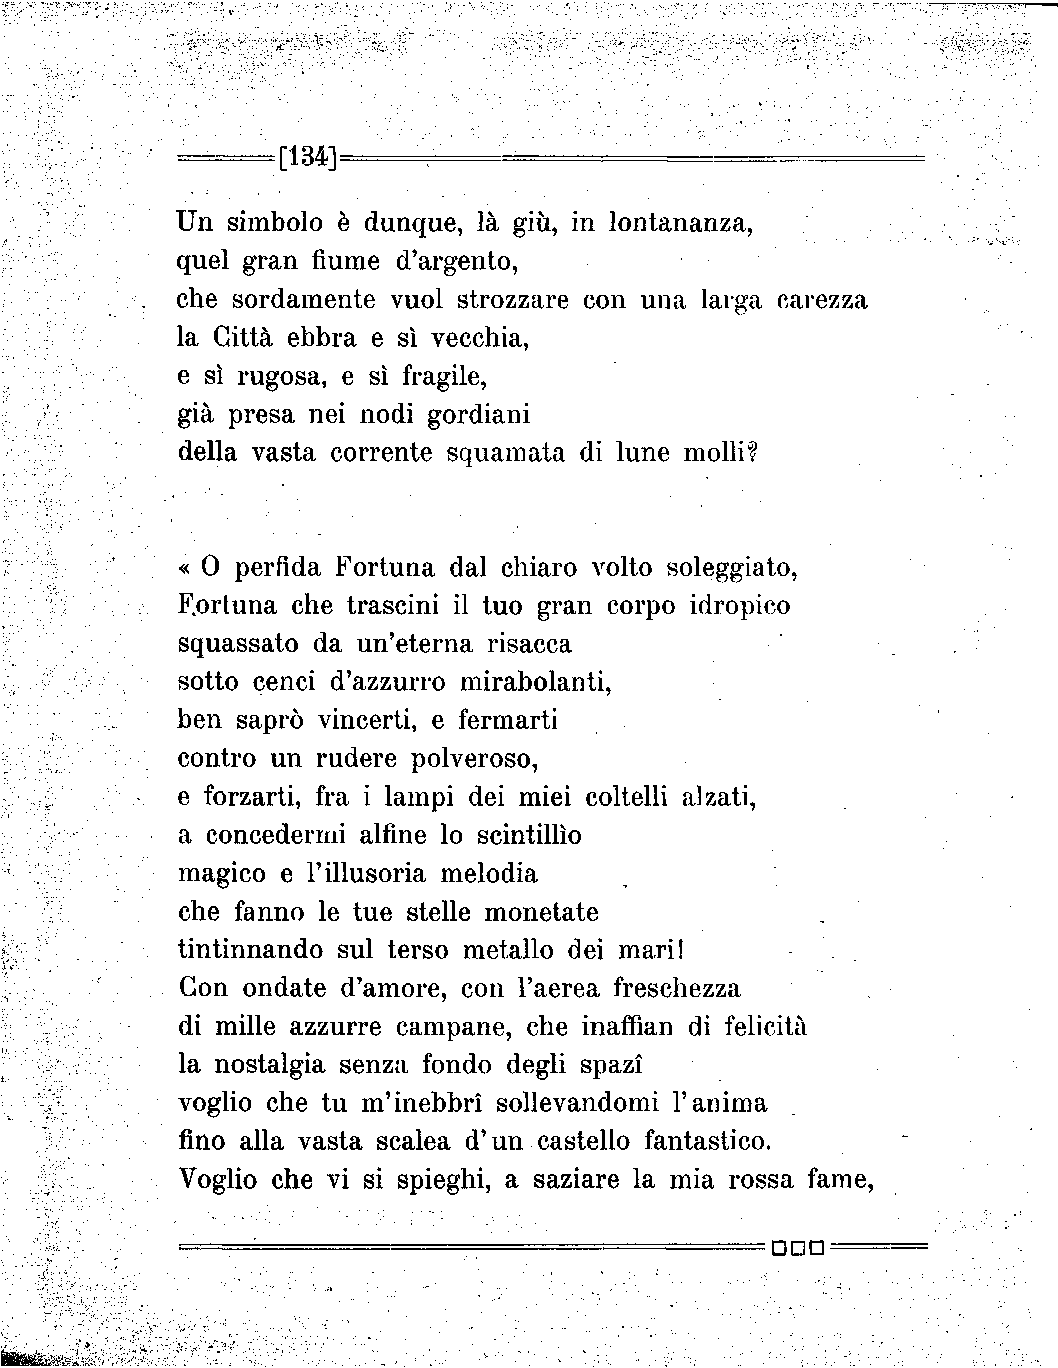 [134]
Un simbolo è dunque, là giù, in lontananza,
quel gran fiume d'argento,
che sordamente vuol strozzare con una larga carezza
la Città ebbra e sì vecchia,
e sì rugosa, e sì fragile,
già presa nei nodi gordiani
della vasta corrente squamata di lune molli?
« O perfida Fortuna dal chiaro volto soleggiato,
Fortuna che trascini il tuo gran corpo idropico
squassato da un'eterna risacca
sotto cenci d'azzurro mirabolanti,
ben saprò vincerti, e fermarti
contro un rudere polveroso,
e forzarti, fra i lampi dei miei coltelli alzati,
a concedermi alfine lo scintillìo
magico e l'illusoria melodia
che fanno le tue stelle monetate
tintinnando sul terso metallo dei mari!
Con ondate d'amore, con l'aerea freschezza
di mille azzurre campane, che inaffian di felicità
la nostalgia senza fondo degli spazî
voglio che tu m'inebbrî sollevandomi l'anima
fino alla vasta scalea d'un castello fantastico.
Voglio che vi si spieghi, a saziare la mia rossa fame,